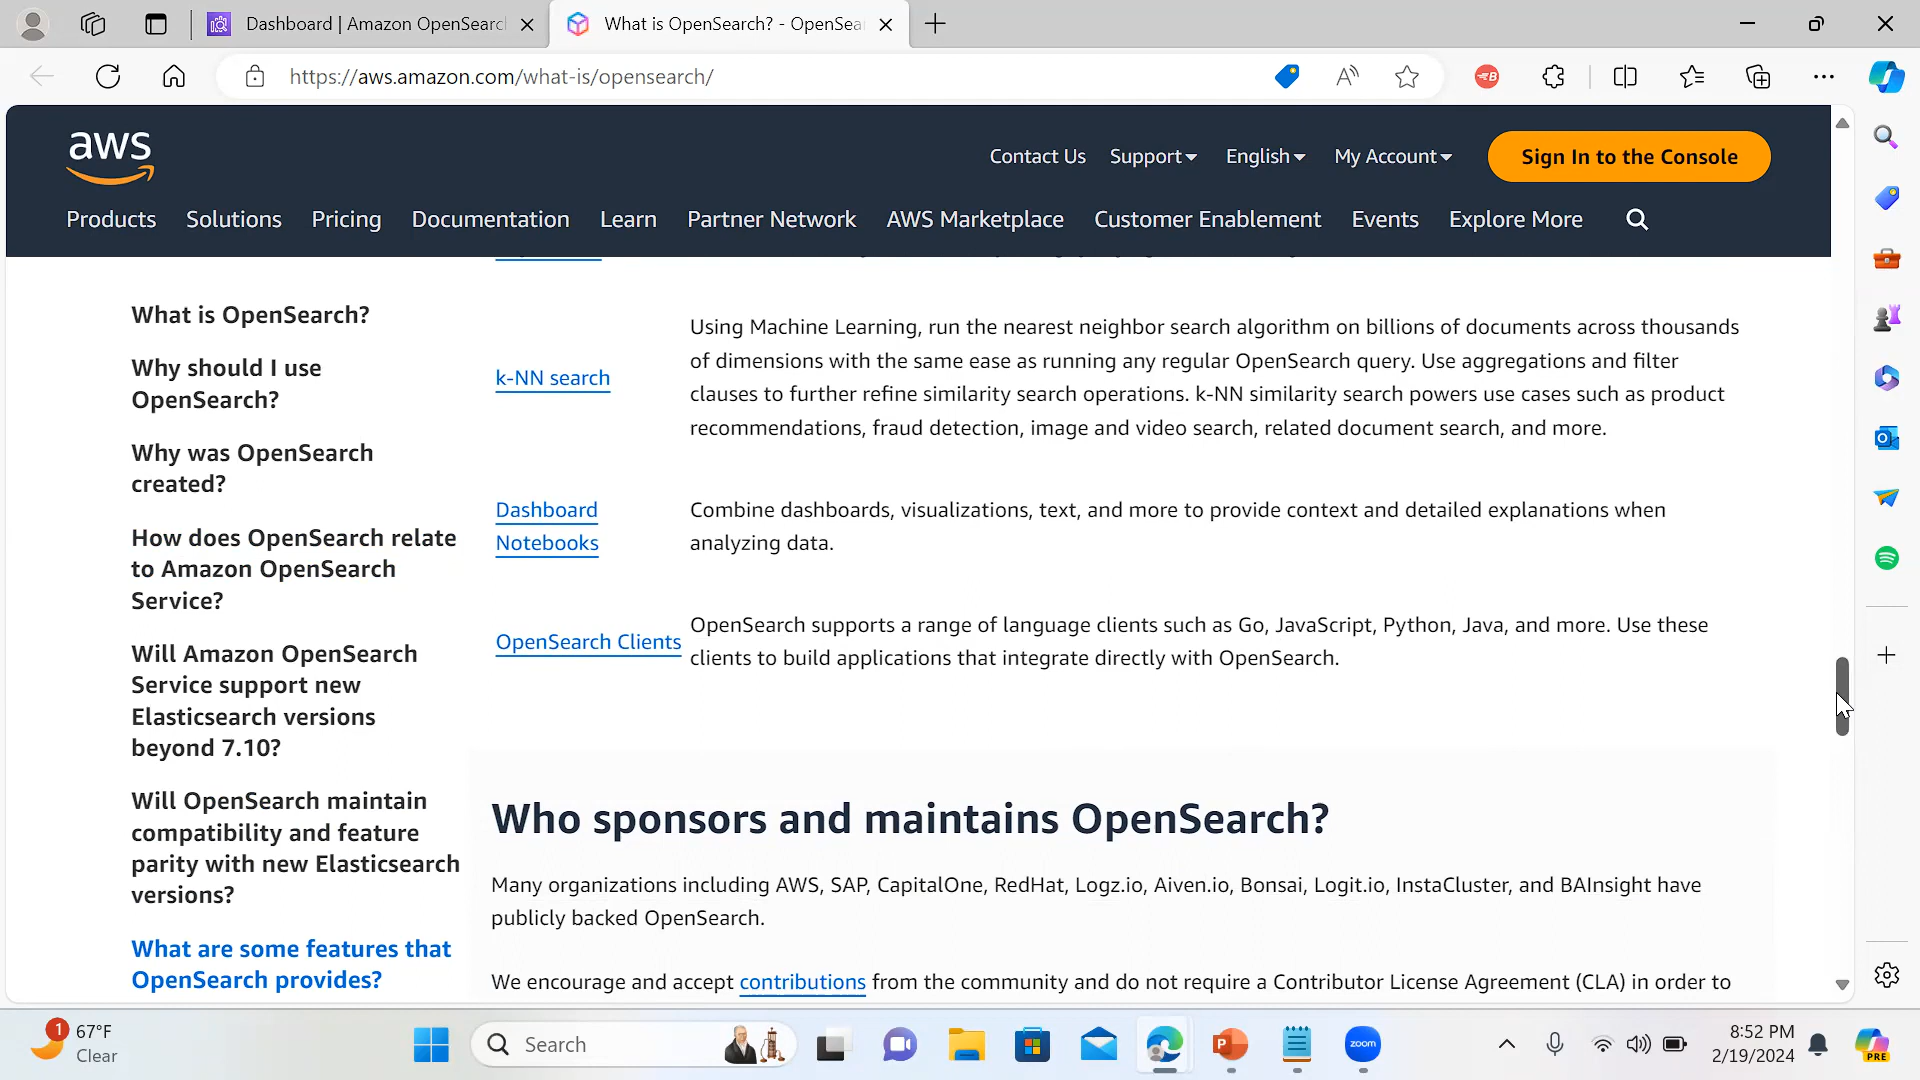 Dashboard | Amazon OpenSearc
What is OpenSearch? - OpenSea
https://aws.amazon.com/what-is/opensearch/
aws
Contact Us Support English My Account Sign In to the Console
Products Solutions Pricing Documentation Learn Partner Network AWS Marketplace Customer Enablement Events Explore More
What is OpenSearch?
Why should I use
OpenSearch?
Why was OpenSearch
created?
How does OpenSearch relate
to Amazon OpenSearch
Service?
Will Amazon OpenSearch
Service support new
Elasticsearch versions
beyond 7.10?
Will OpenSearch maintain
compatibility and feature
parity with new Elasticsearch
versions?
What are some features that
OpenSearch provides?
k-NN search
Using Machine Learning, run the nearest neighbor search algorithm on billions of documents across thousands
of dimensions with the same ease as running any regular OpenSearch query. Use aggregations and filter
clauses to further refine similarity search operations. k-NN similarity search powers use cases such as product
recommendations, fraud detection, image and video search, related document search, and more.
Dashboard
Notebooks
Combine dashboards, visualizations, text, and more to provide context and detailed explanations when
analyzing data.
OpenSearch Clients
OpenSearch supports a range of language clients such as Go, JavaScript, Python, Java, and more. Use these
clients to build applications that integrate directly with OpenSearch.
Who sponsors and maintains OpenSearch?
Many organizations including AWS, SAP, CapitalOne, RedHat, Logz.io, Aiven.io, Bonsai, Logit.io, InstaCluster, and BAInsight have
publicly backed OpenSearch.
We encourage and accept contributions from the community and do not require a Contributor License Agreement (CLA) in order to
1
67°F
Clear
Search
zoom
8:52 PM
2/19/2024
PRE